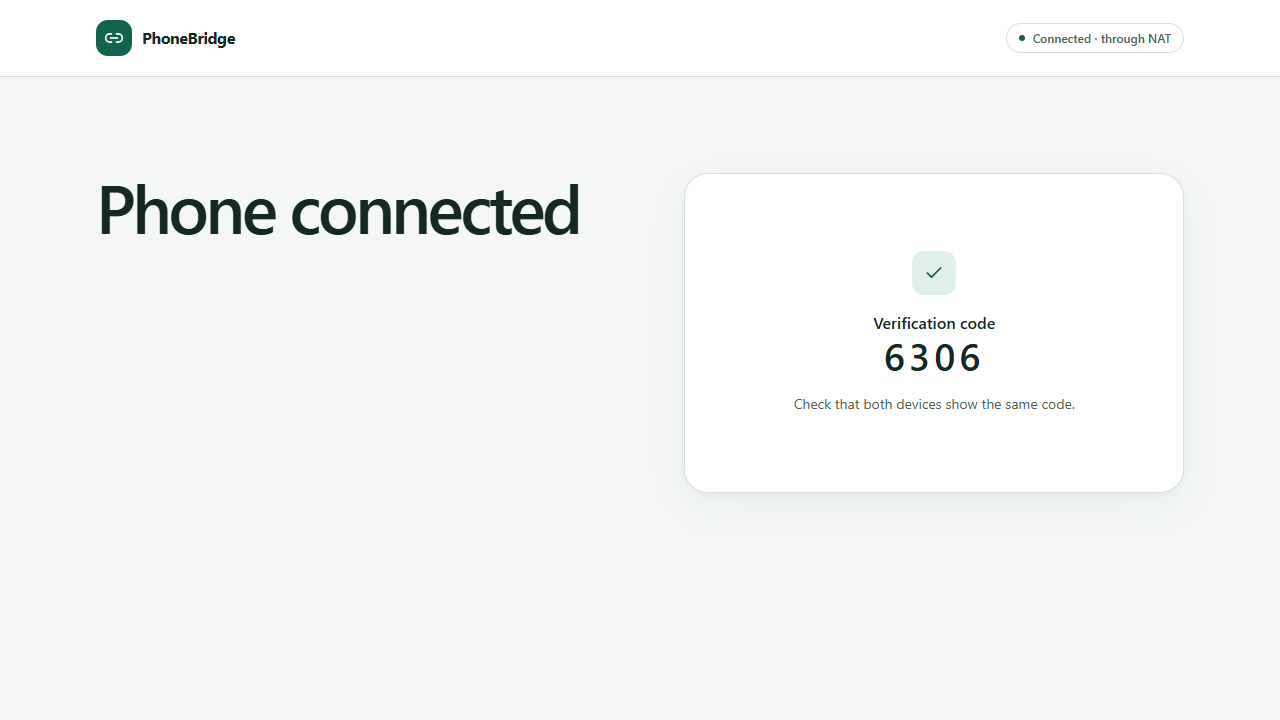 PhoneBridge
Connected · through NAT
Phone connected
Verification code
6306
Check that both devices show the same code.